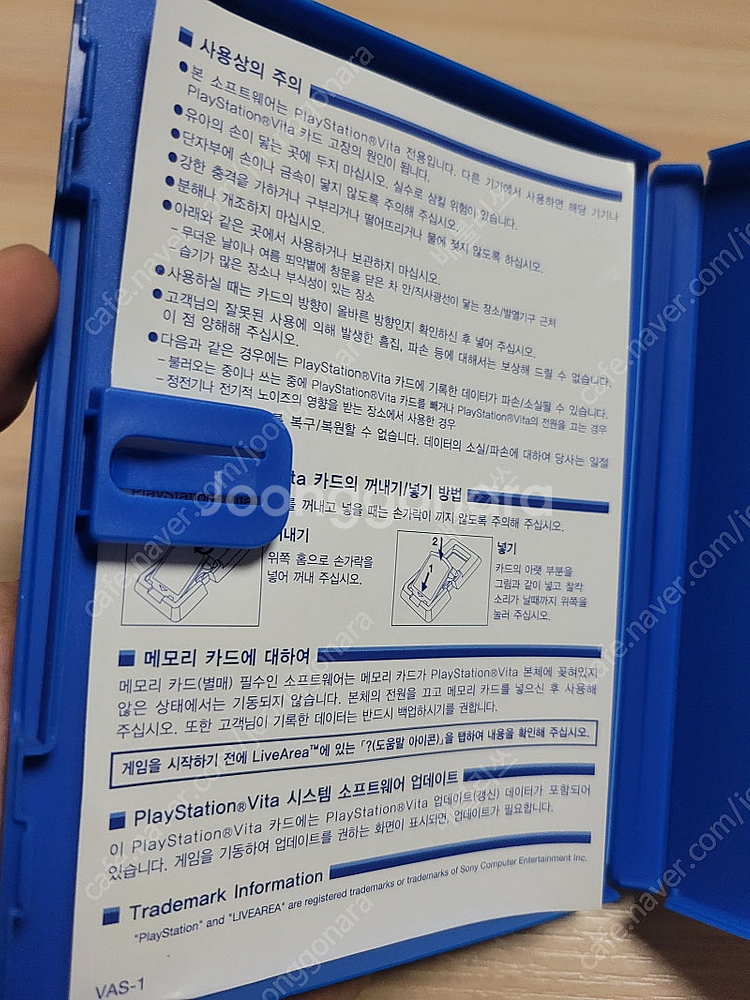 사용상의 주의
●본 소프트웨어는 PlayStation®Vita 전용입니다. 다른 기기에서 사용하면 해당 기기나
PlayStation®Vita 카드 고장의 원인이 됩니다.
●유아의 손이 닿는 곳에 두지 마십시오. 실수로 삼킬 위험이 있습니다.
●단자부에 손이나 금속이 닿지 않도록 주의해 주십시오.
●강한 충격을 가하거나 구부리거나 떨어뜨리거나 물에 젖지 않도록 하십시오.
●분해나 개조하지 마십시오.
●아래와 같은 곳에서 사용하거나 보관하지 마십시오.
- 무더운 날이나 여름 뙤약볕에 창문을 닫은 차 안/직사광선이 닿는 장소/발열기구 근처
- 습기가 많은 장소나 부식성이 있는 장소
●사용하실 때는 카드의 방향이 올바른 방향인지 확인하신 후 넣어 주십시오.
●고객님의 잘못된 사용에 의해 발생한 흠집, 파손 등에 대해서는 보상해 드릴 수 없습니다.
이 점 양해해 주십시오.
●다음과 같은 경우에는 PlayStation®Vita 카드에 기록한 데이터가 파손/소실될 수 있습니다.
- 불러오는 중이나 쓰는 중에 PlayStation®Vita 카드를 빼거나 PlayStation®Vita의 전원을 끄는 경우
- 정전기나 전기적 노이즈의 영향을 받는 장소에서 사용한 경우
를 복구/복원할 수 없습니다. 데이터의 소실/파손에 대하여 당사는 일절
ita 카드의 꺼내기/넣기 방법
PlayStation®Vita 를 꺼내고 넣을 때는 손가락이 끼지 않도록 주의해 주십시오.
내기
위쪽 홈으로 손가락을
넣어 꺼내 주십시오.
2
1
넣기
카드의 아랫 부분을
그림과 같이 넣고 찰칵
소리가 날때까지 위쪽을
눌러 주십시오.
메모리 카드에 대하여
메모리 카드(별매) 필수인 소프트웨어는 메모리 카드가 PlayStation®Vita 본체에 꽂혀있지
않은 상태에서는 기동되지 않습니다. 본체의 전원을 끄고 메모리 카드를 넣으신 후 사용해
주십시오. 또한 고객님이 기록한 데이터는 반드시 백업하시기를 권합니다.
게임을 시작하기 전에 LiveArea™에 있는 「?(도움말 아이콘)」을 탭하여 내용을 확인해 주십시오.
PlayStation®Vita 시스템 소프트웨어 업데이트
이 PlayStation®Vita 카드에는 PlayStation®Vita 업데이트(갱신) 데이터가 포함되어
있습니다. 게임을 기동하여 업데이트를 권하는 화면이 표시되면, 업데이트가 필요합니다.
Trademark Information
"PlayStation" and "LIVEAREA" are registered trademarks or trademarks of Sony Computer Entertainment Inc.
VAS-1
Joonggonara
cafe.naver.com/joonggonara